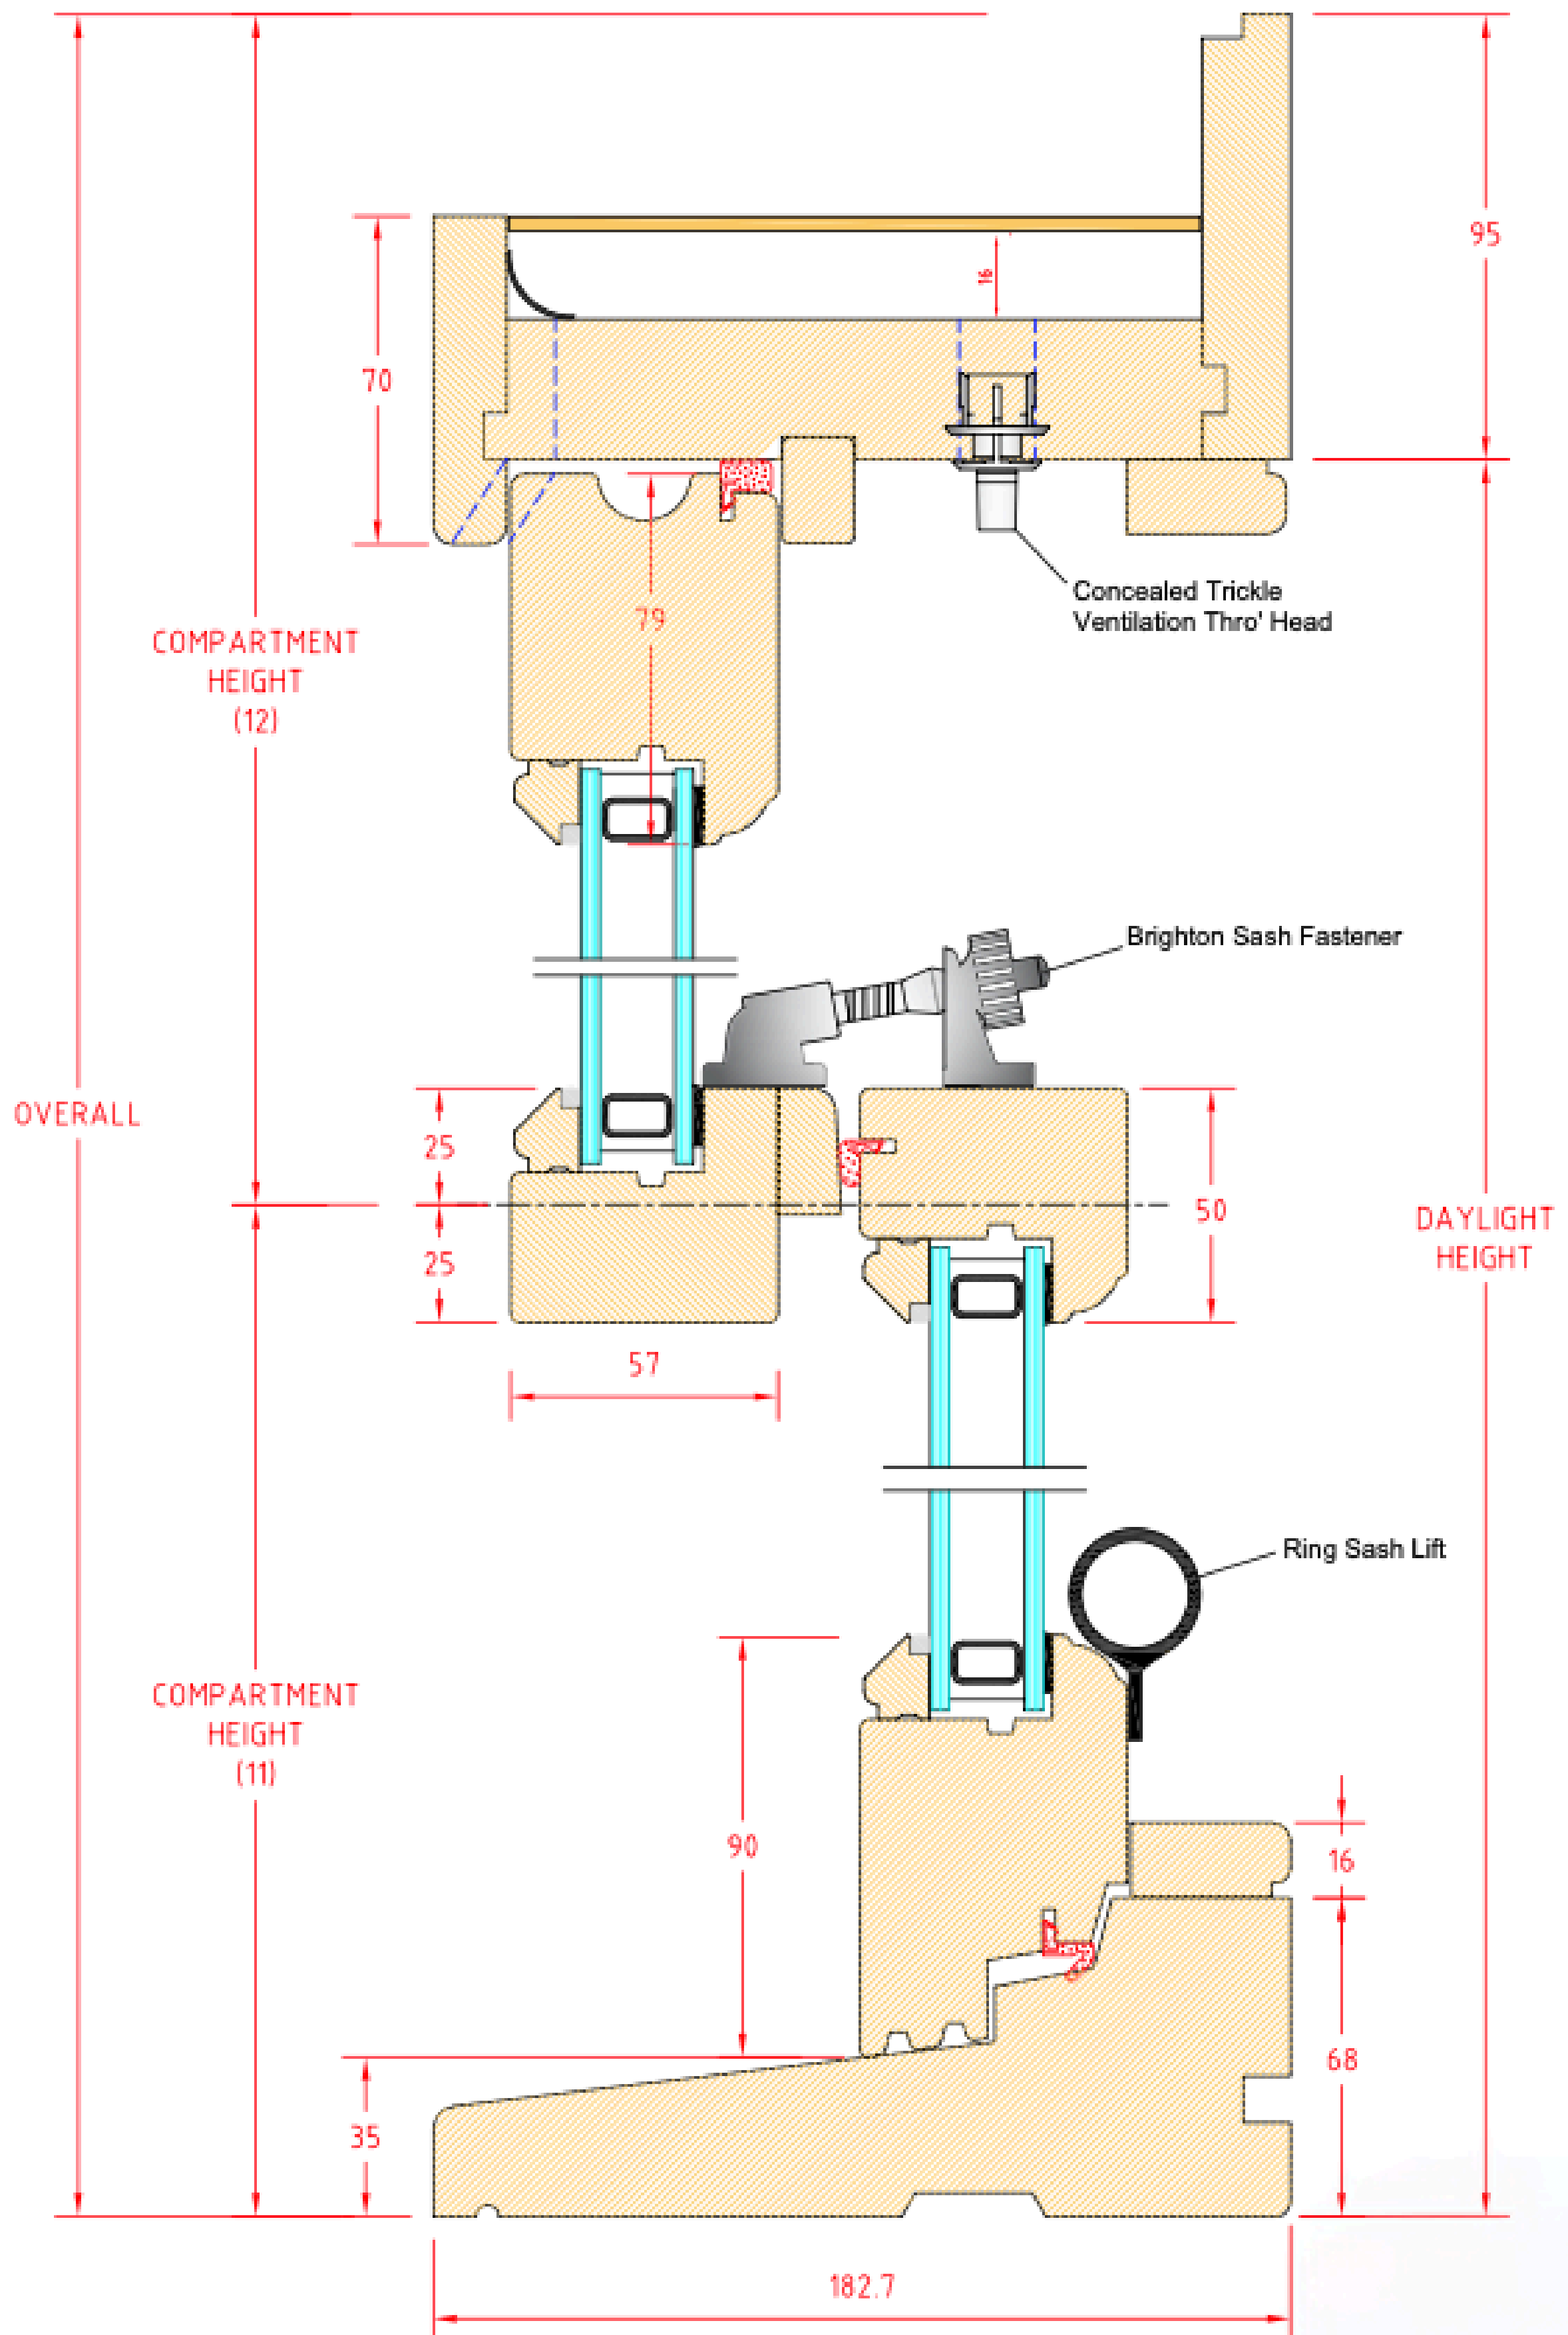 95
16
70
Concealed Trickle
Ventilation Thro' Head
79
COMPARTMENT
HEIGHT
(12)
Brighton Sash Fastener
OVERALL
25
50
DAYLIGHT
HEIGHT
25
57
Ring Sash Lift
COMPARTMENT
HEIGHT
(11)
90
16
68
35
182.7